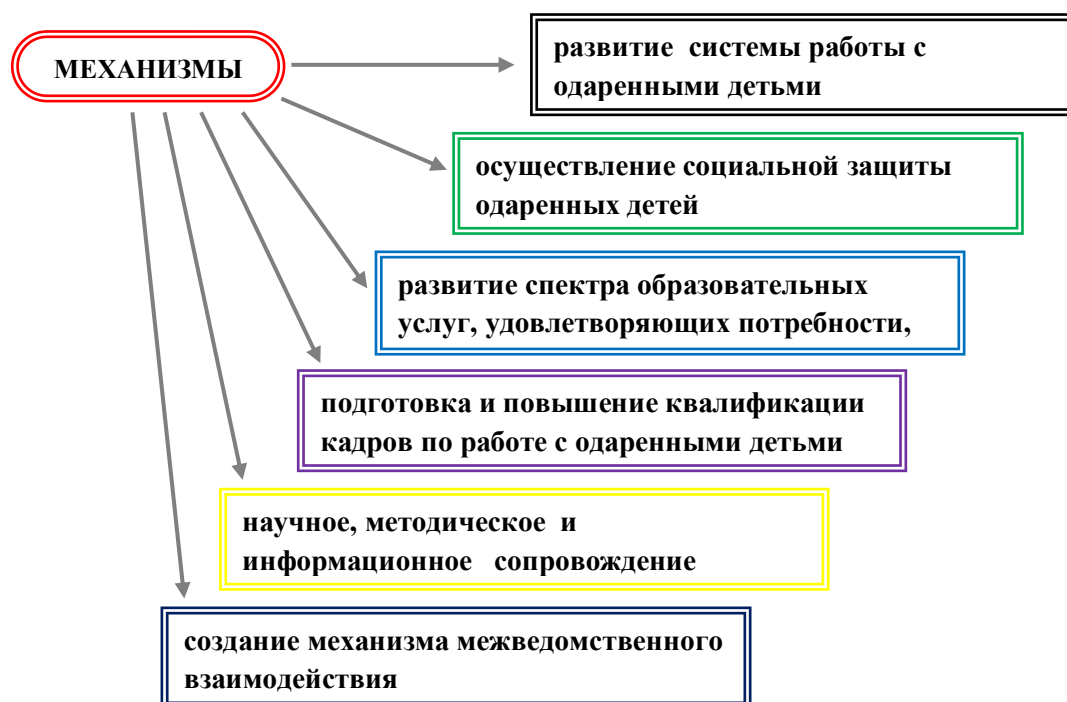 МЕХАНИЗМЫ
развитие системы работы с
одаренными детьми
осуществление социальной защиты
одаренных детей
развитие спектра образовательных
услуг, удовлетворяющих потребности,
подготовка и повышение квалификации
кадров по работе с одаренными детьми
научное, методическое и
информационное сопровождение
создание механизма межведомственного
взаимодействия